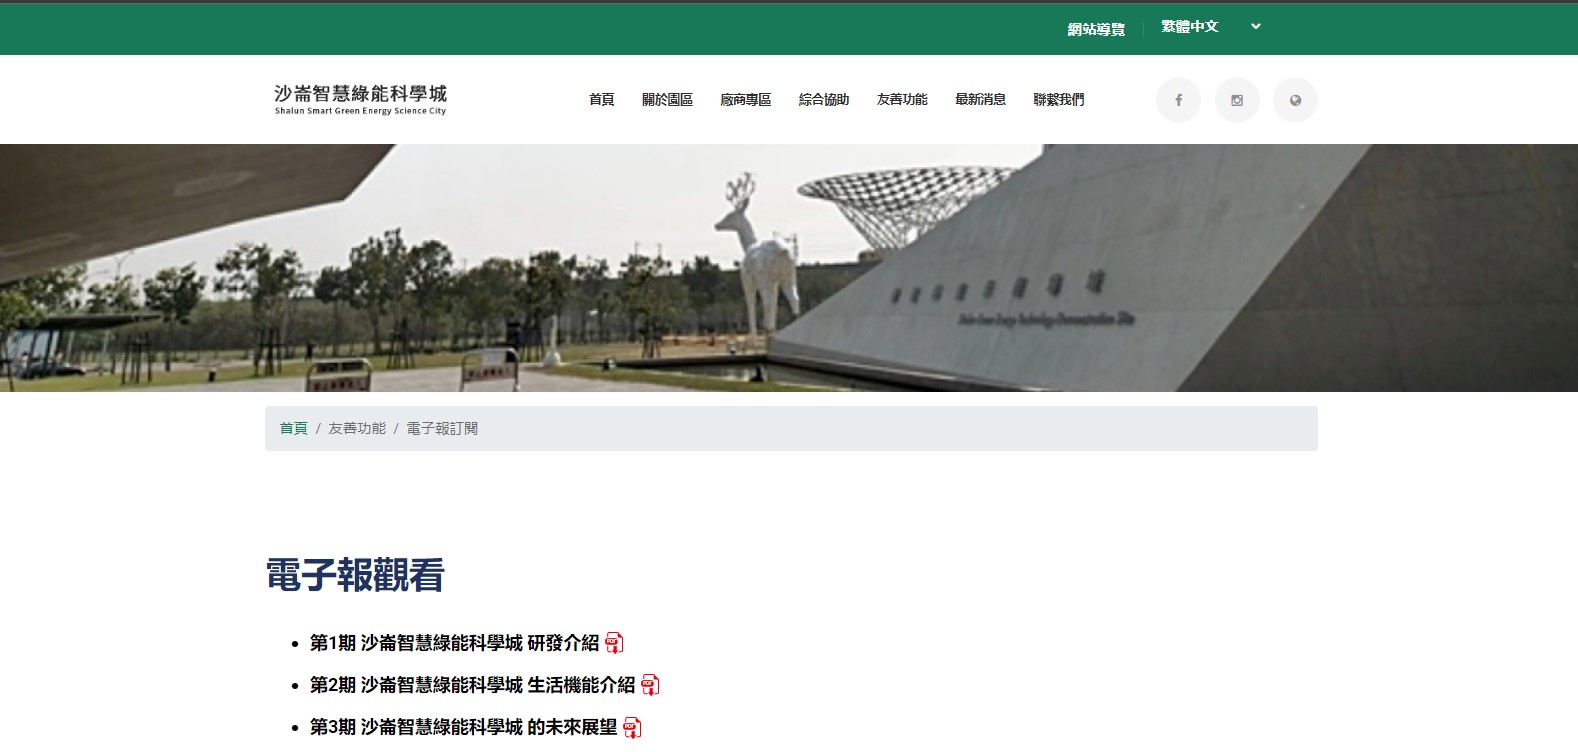 網站導覽 繁體中文
沙崙智慧綠能科學城
Shalun Smart Green Energy Science City
首頁 關於園區 廠商專區 綜合協助 友善功能 最新消息 聯繫我們
首頁 / 友善功能 / 電子報訂閱
電子報觀看
第1期 沙崙智慧綠能科學城 研發介紹 PDF
第2期 沙崙智慧綠能科學城 生活機能介紹 PDF
第3期 沙崙智慧綠能科學城 的未來展望 PDF